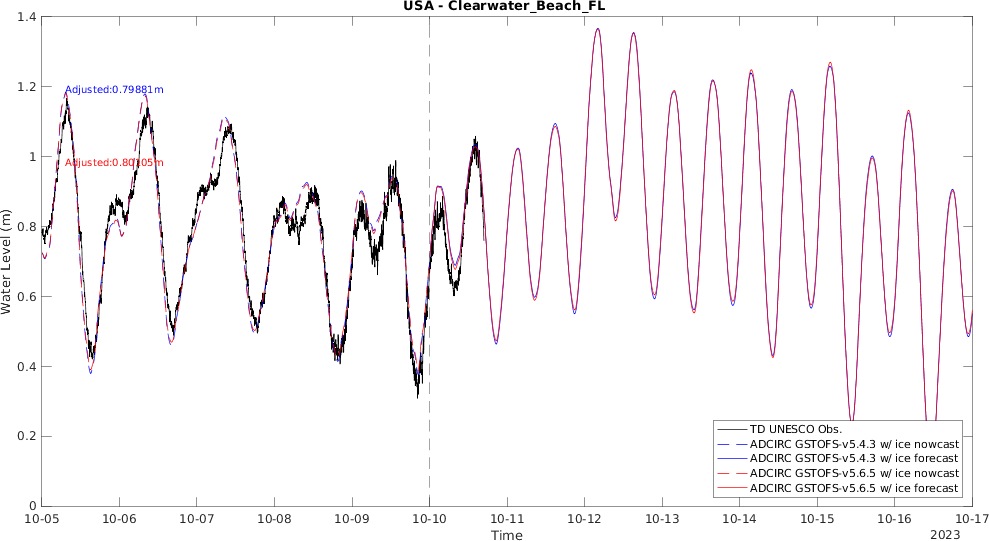 USA - Clearwater_Beach_FL
1.4
1.2
1
0.8
0.6
0.4
0.2
0
Water Level (m)
Adjusted:0.79881m
Adjusted:0.80105m
TD UNESCO Obs.
ADCIRC GSTOFS-v5.4.3 w/ ice nowcast
ADCIRC GSTOFS-v5.4.3 w/ ice forecast
ADCIRC GSTOFS-v5.6.5 w/ ice nowcast
ADCIRC GSTOFS-v5.6.5 w/ ice forecast
10-05 10-06 10-07 10-08 10-09 10-10 10-11 10-12 10-13 10-14 10-15 10-16 10-17
Time
2023